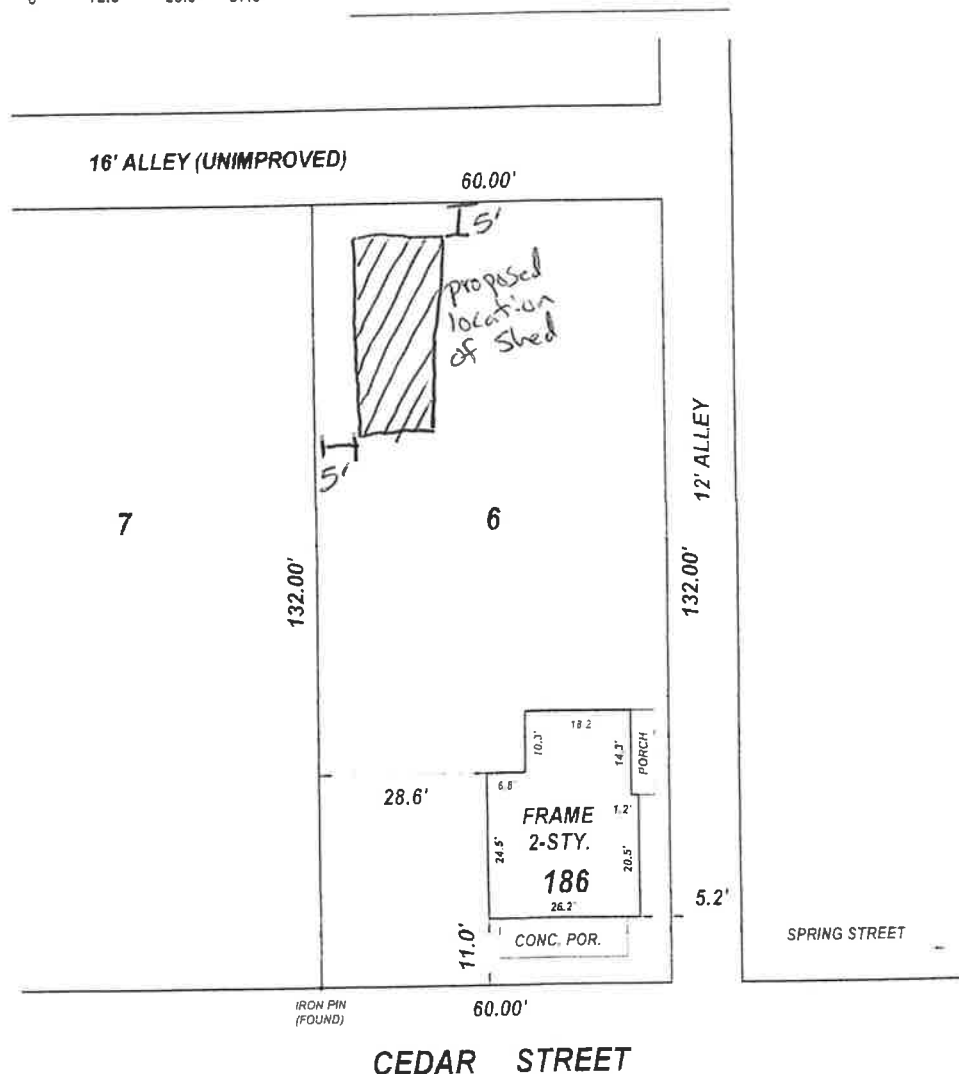 16' ALLEY (UNIMPROVED)
60.00'
5'
proposed
location
of Shed
5'
12' ALLEY
7
6
132.00'
132.00'
18.2
10.3'
14.3'
PORCH
28.6'
6.8'
1.2'
FRAME
2-STY.
24.5'
20.5'
186
26.2'
5.2'
11.0'
CONC. POR.
SPRING STREET
IRON PIN
(FOUND)
60.00'
CEDAR STREET